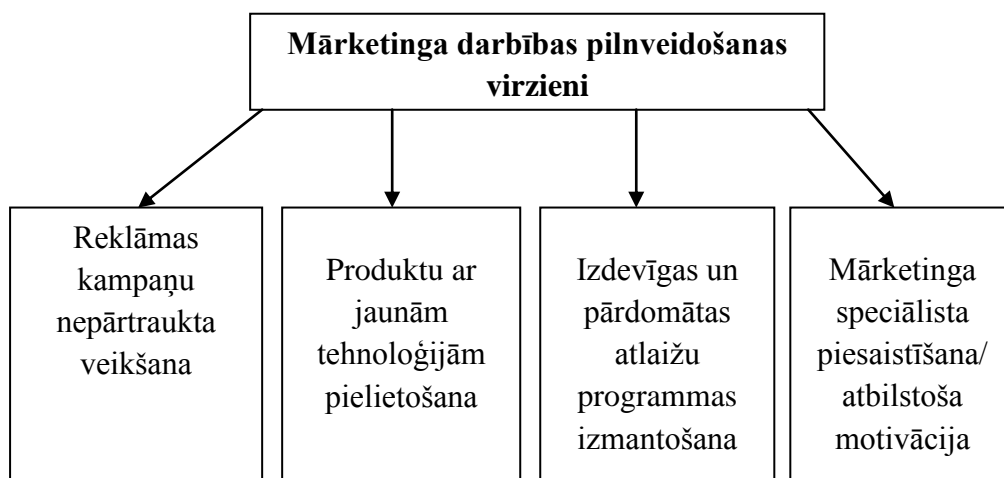 Mārketinga darbības pilnveidošanas
virzieni
Reklāmas
kampaņu
nepārtraukta
veikšana
Produktu ar
jaunām
tehnoloģijām
pielietošana
Izdevīgas un
pārdomātas
atlaižu
programmas
izmantošana
Mārketinga
speciālista
piesaistīšana/
atbilstoša
motivācija